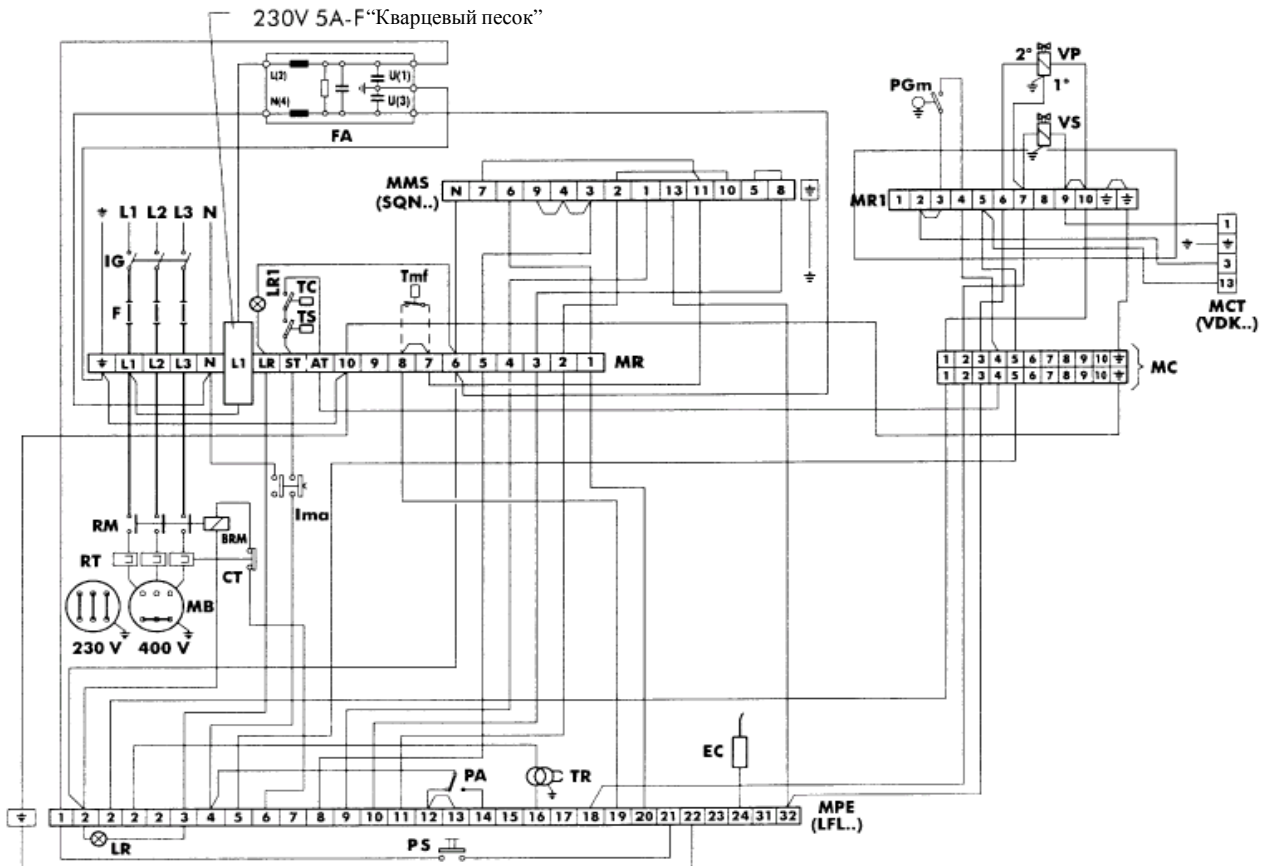 230V 5A-F“Кварцевый песок”
L(2) U(1)
N(4) U(3)
FA
2° VP
1°
PGm
VS
MMS
(SQN..)
N 7 6 9 4 3 2 1 13 11 10 5 8
MR1
1 2 3 4 5 6 7 8 9 10
1
3
13
MCT
(VDK..)
L1 L2 L3 N
IG
F
LR1
TC
TS
Tmf
L1 L2 L3 N L1 LR ST AT 10 9 8 7 6 5 4 3 2 1
MR
1 2 3 4 5 6 7 8 9 10
1 2 3 4 5 6 7 8 9 10
MC
Ima
RM
BRM
RT
CT
MB
230 V 400 V
EC
PA
TR
1 2 2 2 2 3 4 5 6 7 8 9 10 11 12 13 14 15 16 17 18 19 20 21 22 23 24 31 32
MPE
(LFL..)
LR
PS